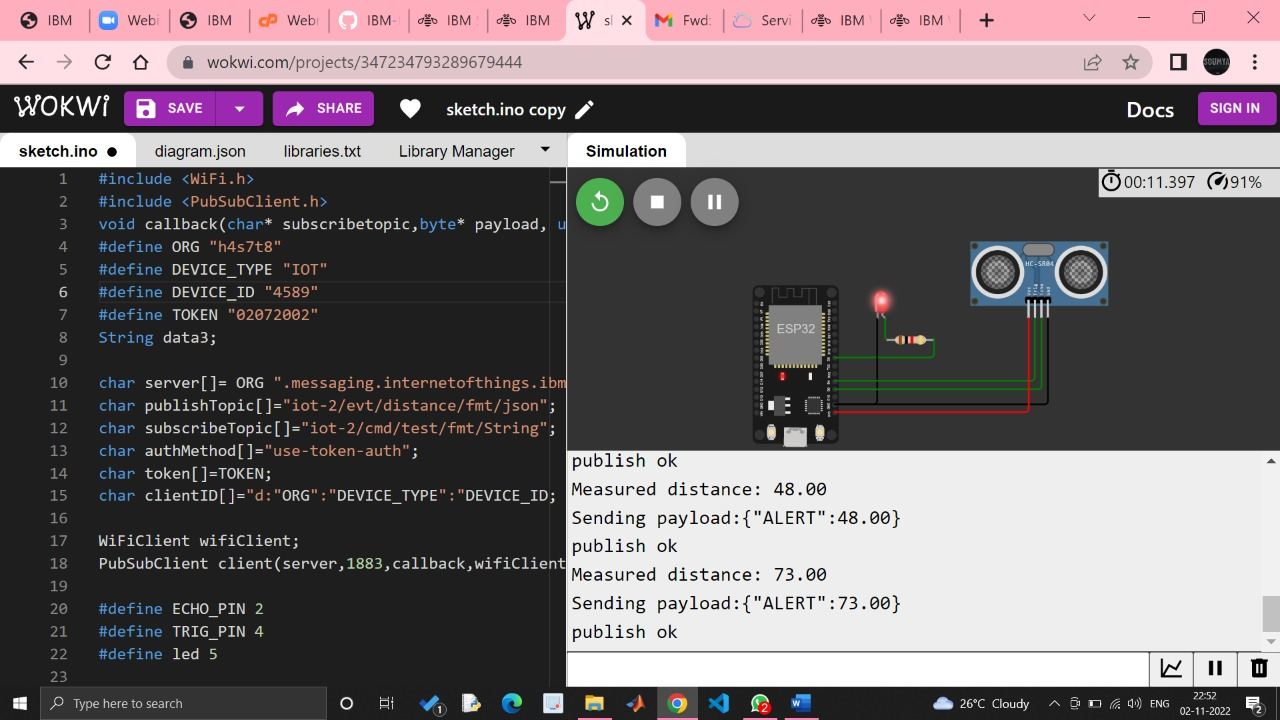 IBM
Webi
IBM
Webr
IBM-
IBM
IBM
sl
Fwd:
Servi
IBM
IBM
wokwi.com/projects/347234793289679444
SOUMYA
WOKWI
SAVE
SHARE
sketch.ino copy
Docs
SIGN IN
sketch.ino
diagram.json
libraries.txt
Library Manager
Simulation
1 #include <WiFi.h>
2 #include <PubSubClient.h>
3 void callback(char* subscribetopic,byte* payload, u
4 #define ORG "h4s7t8"
5 #define DEVICE_TYPE "IOT"
6 #define DEVICE_ID "4589"
7 #define TOKEN "02072002"
8 String data3;
9
10 char server[]= ORG ".messaging.internetofthings.ibm
11 char publishTopic[]="iot-2/evt/distance/fmt/json";
12 char subscribeTopic[]="iot-2/cmd/test/fmt/String";
13 char authMethod[]="use-token-auth";
14 char token[]=TOKEN;
15 char clientID[]="d:"ORG":"DEVICE_TYPE":"DEVICE_ID;
16
17 WiFiClient wifiClient;
18 PubSubClient client(server,1883,callback,wifiClient
19
20 #define ECHO_PIN 2
21 #define TRIG_PIN 4
22 #define led 5
23
00:11.397 91%
HC-SR04
ESP32
publish ok
Measured distance: 48.00
Sending payload:{"ALERT":48.00}
publish ok
Measured distance: 73.00
Sending payload:{"ALERT":73.00}
publish ok
Type here to search
1
2
26°C Cloudy
ENG
22:52
02-11-2022
2